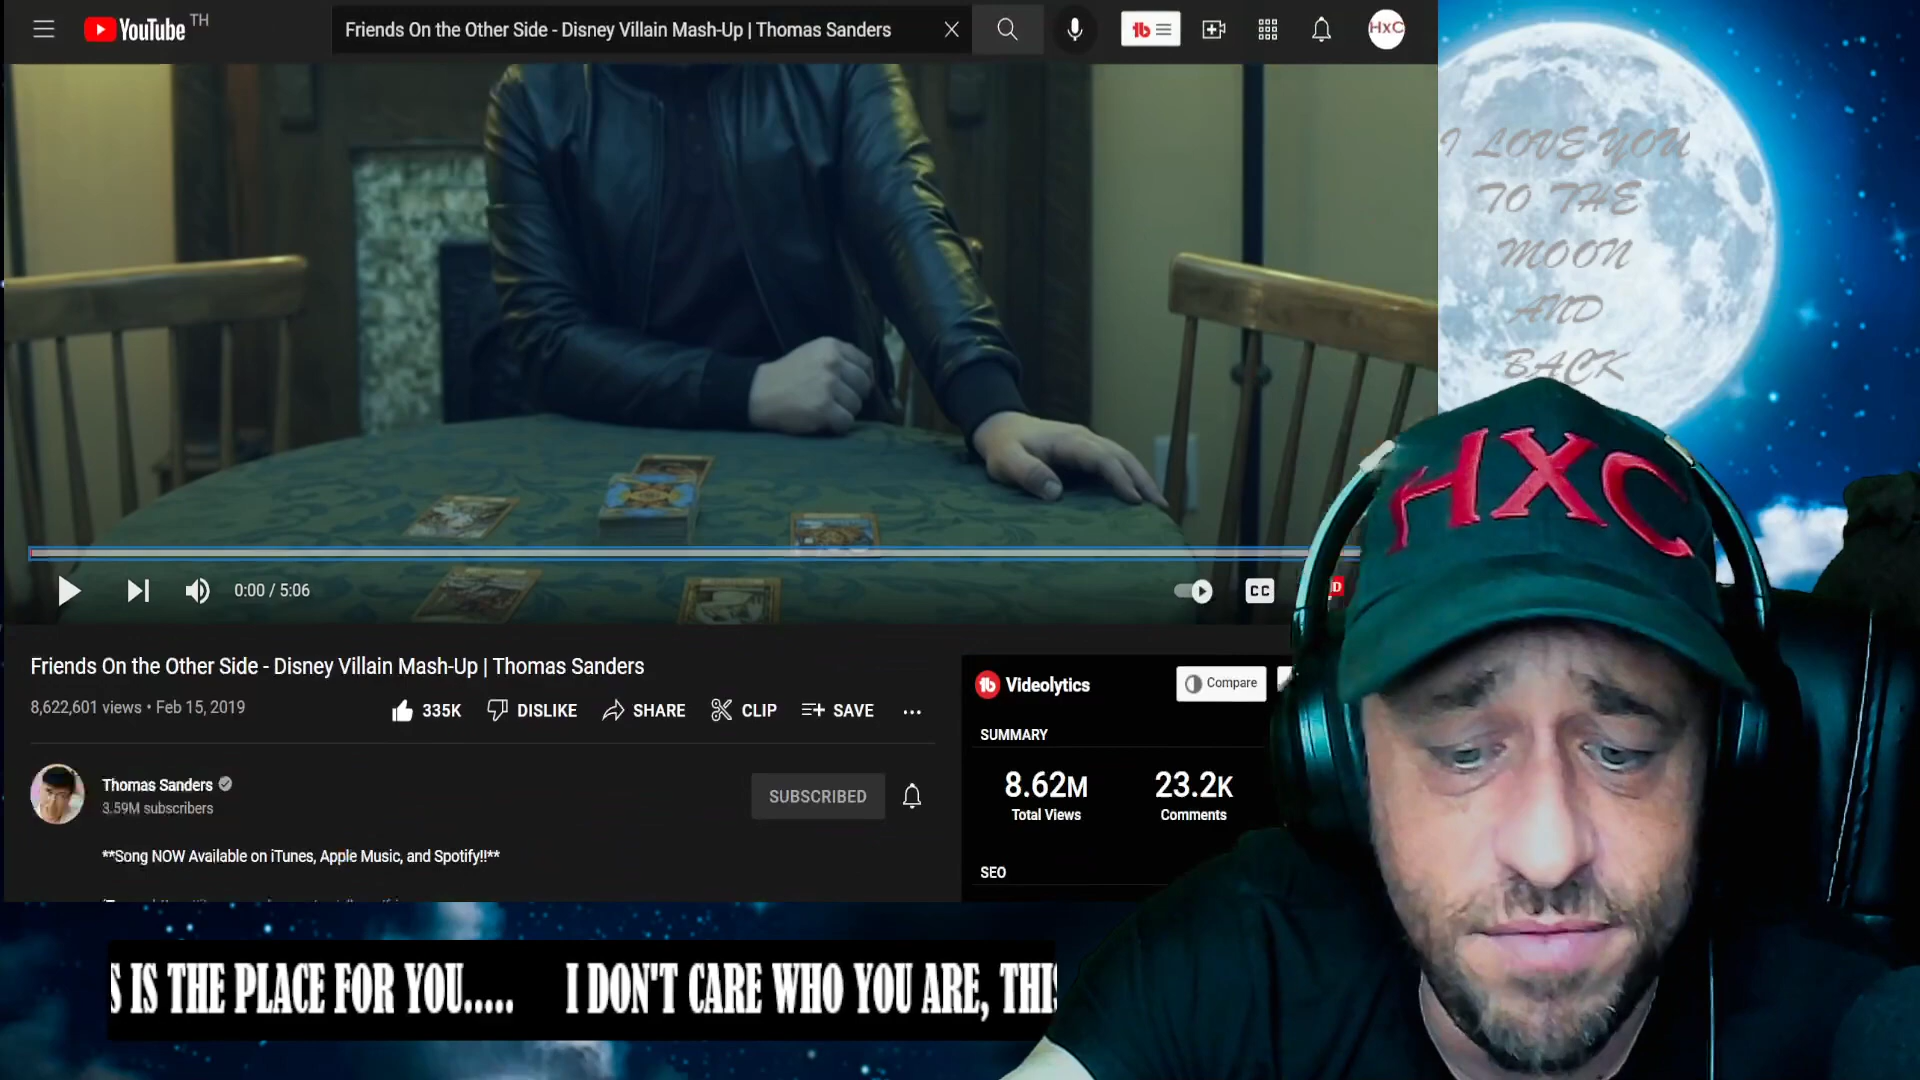 YouTube TH
Friends On the Other Side - Disney Villain Mash-Up | Thomas Sanders
HxC
I LOVE YOU
TO THE
MOON
AND
BACK
HXC
0:00 / 5:06
CC
Friends On the Other Side - Disney Villain Mash-Up | Thomas Sanders
8,622,601 views • Feb 15, 2019
335K DISLIKE SHARE CLIP SAVE
Thomas Sanders
3.59M subscribers
SUBSCRIBED
**Song NOW Available on iTunes, Apple Music, and Spotify!!**
Videolytics
Compare
SUMMARY
8.62M 23.2K
Total Views Comments
SEO
S IS THE PLACE FOR YOU..... I DON'T CARE WHO YOU ARE, THIS